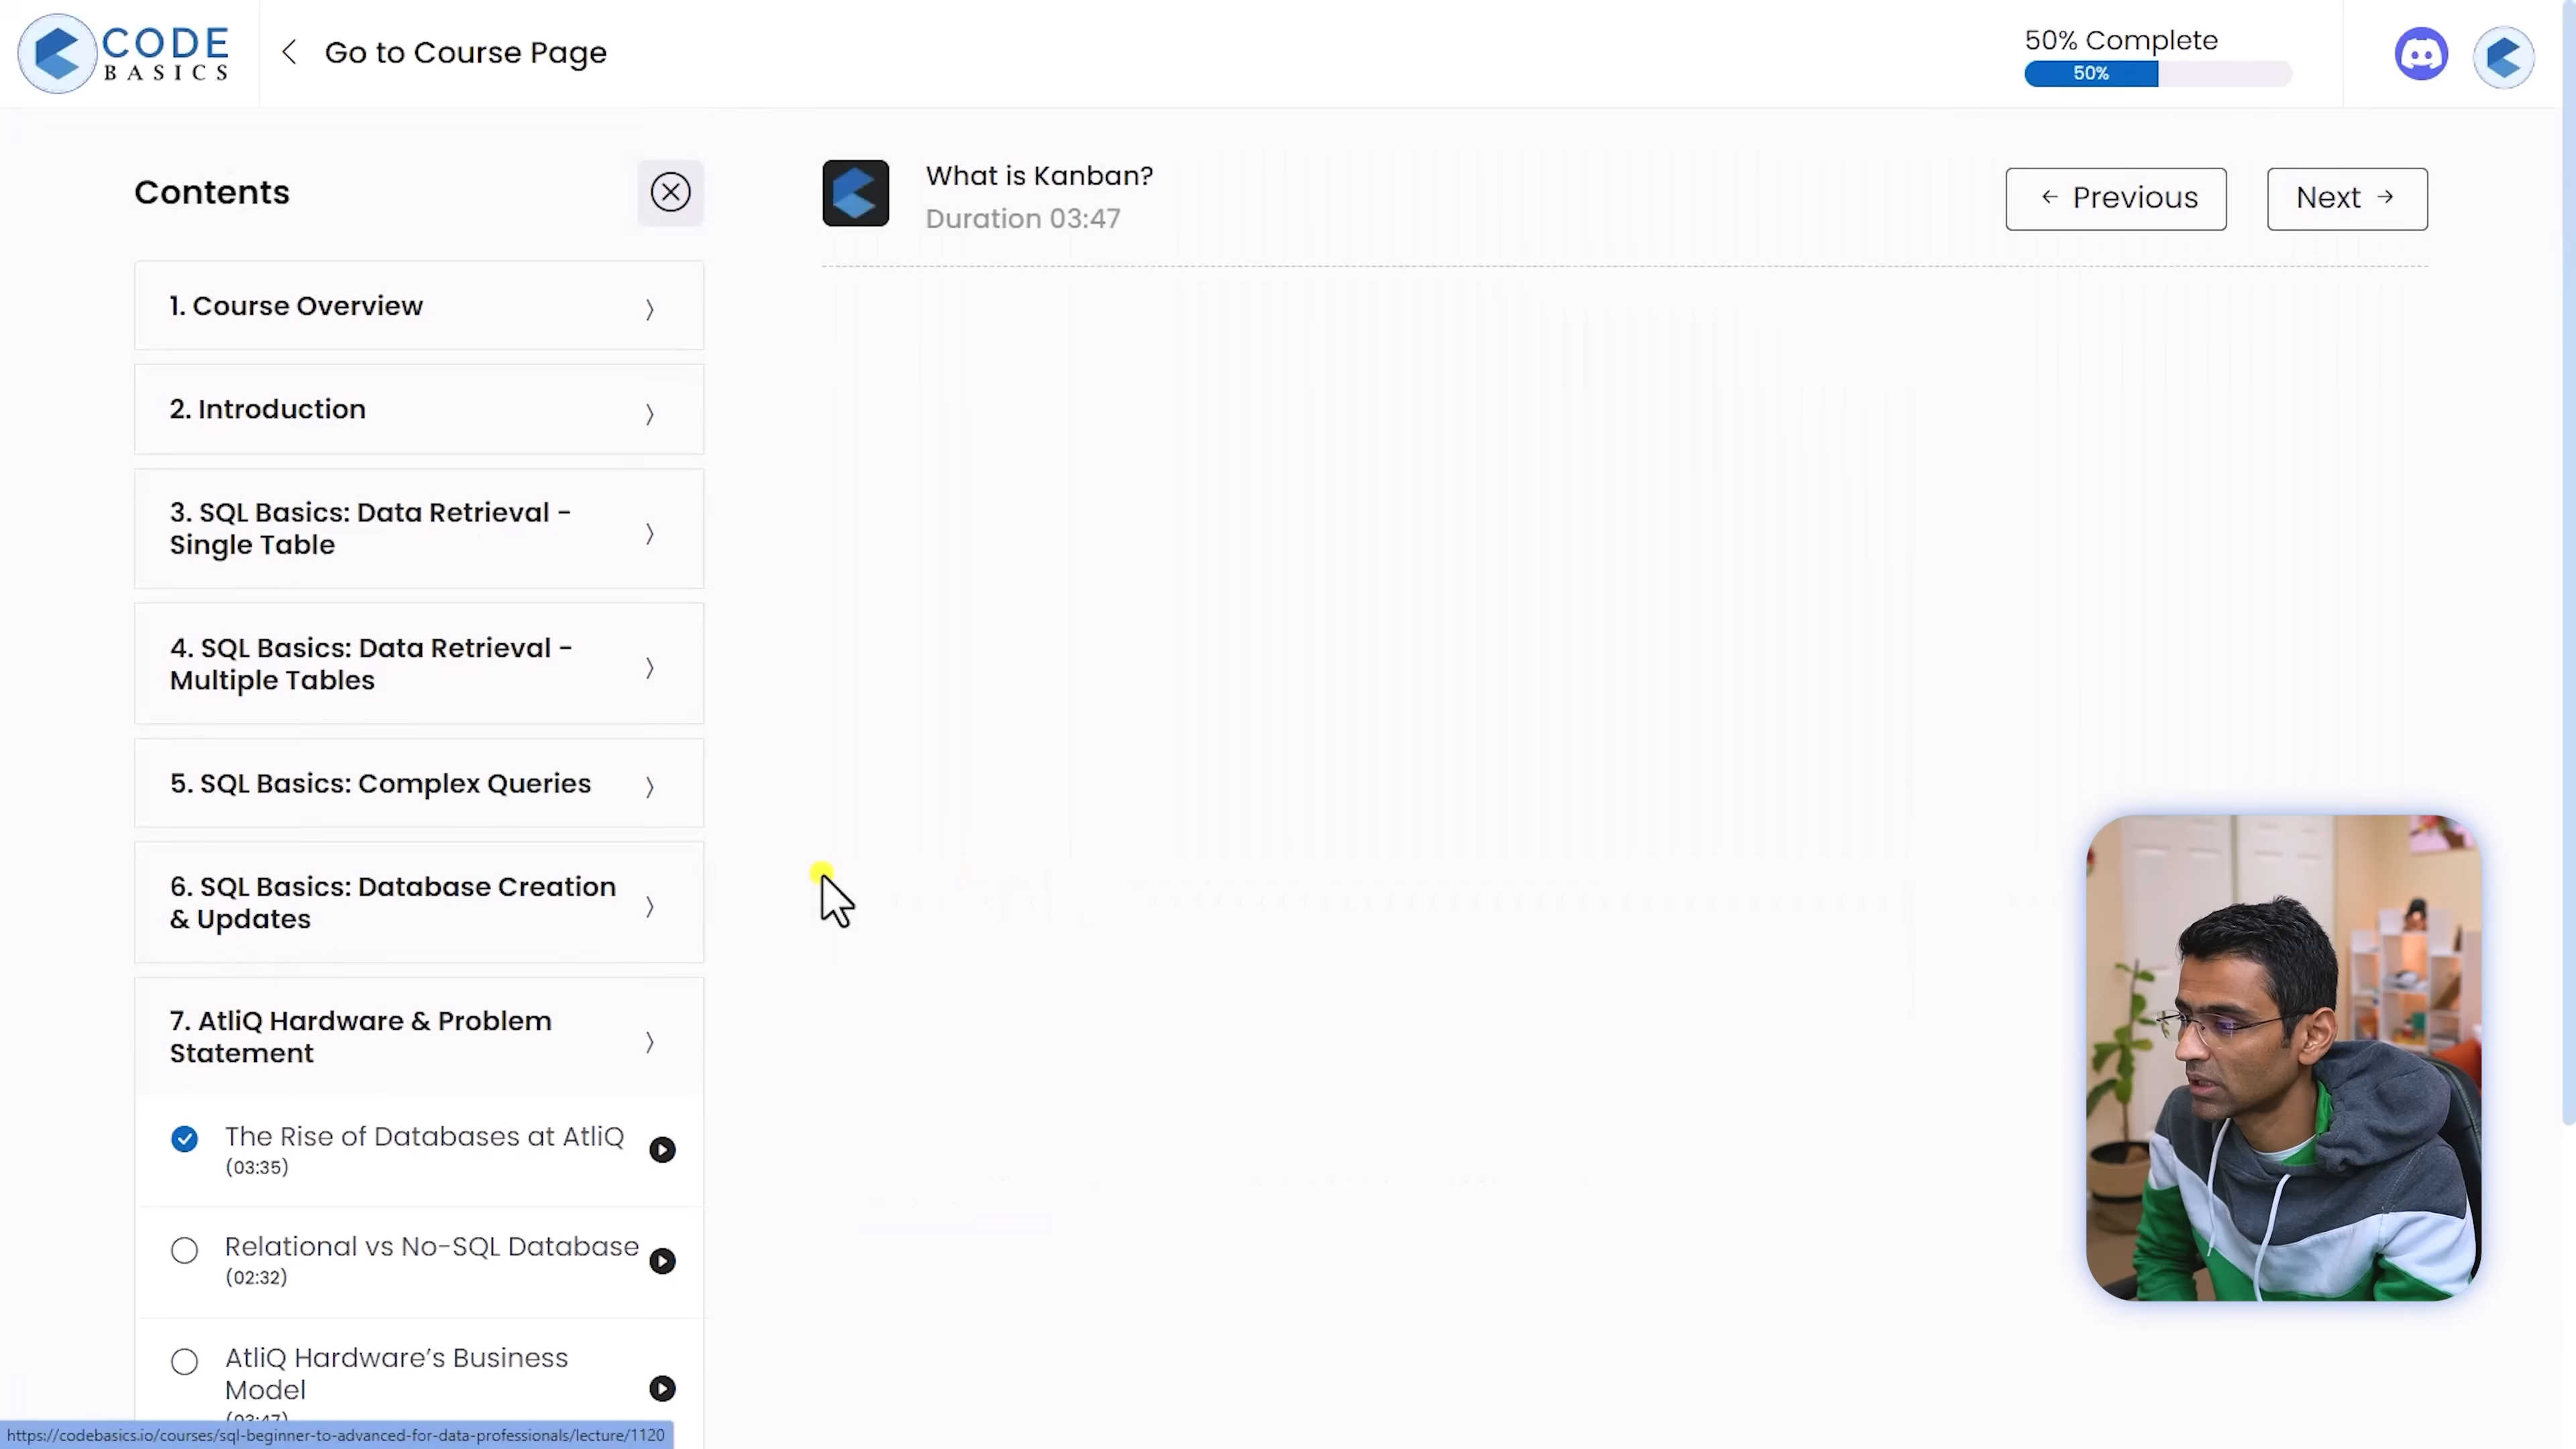 CODE
BASICS
Go to Course Page
50% Complete
50%
Contents
What is Kanban?
Duration 03:47
← Previous
Next →
1. Course Overview
2. Introduction
3. SQL Basics: Data Retrieval -
Single Table
4. SQL Basics: Data Retrieval -
Multiple Tables
5. SQL Basics: Complex Queries
6. SQL Basics: Database Creation
& Updates
7. AtliQ Hardware & Problem
Statement
The Rise of Databases at AtliQ
(03:35)
Relational vs No-SQL Database
(02:32)
AtliQ Hardware’s Business
Model
(03:47)
https://codebasics.io/courses/sql-beginner-to-advanced-for-data-professionals/lecture/1120